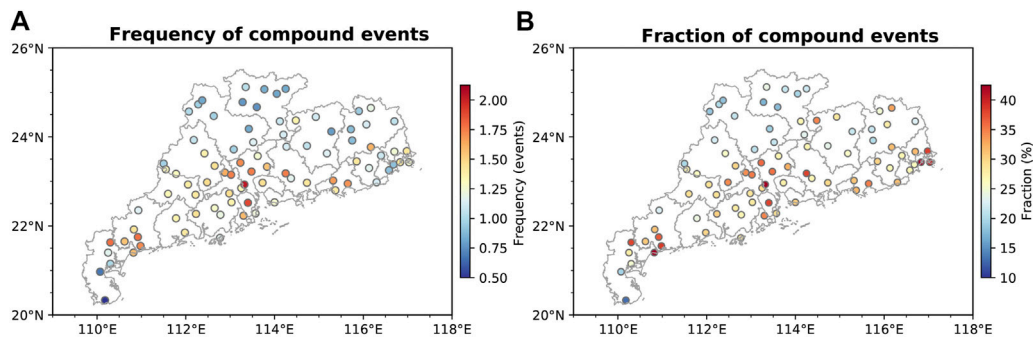 A
Frequency of compound events
26°N
24°N
22°N
20°N
110°E 112°E 114°E 116°E 118°E
2.00
1.75
1.50
1.25
1.00
0.75
0.50
Frequency (events)
B
Fraction of compound events
26°N
24°N
22°N
20°N
110°E 112°E 114°E 116°E 118°E
40
35
30
25
20
15
10
Fraction (%)